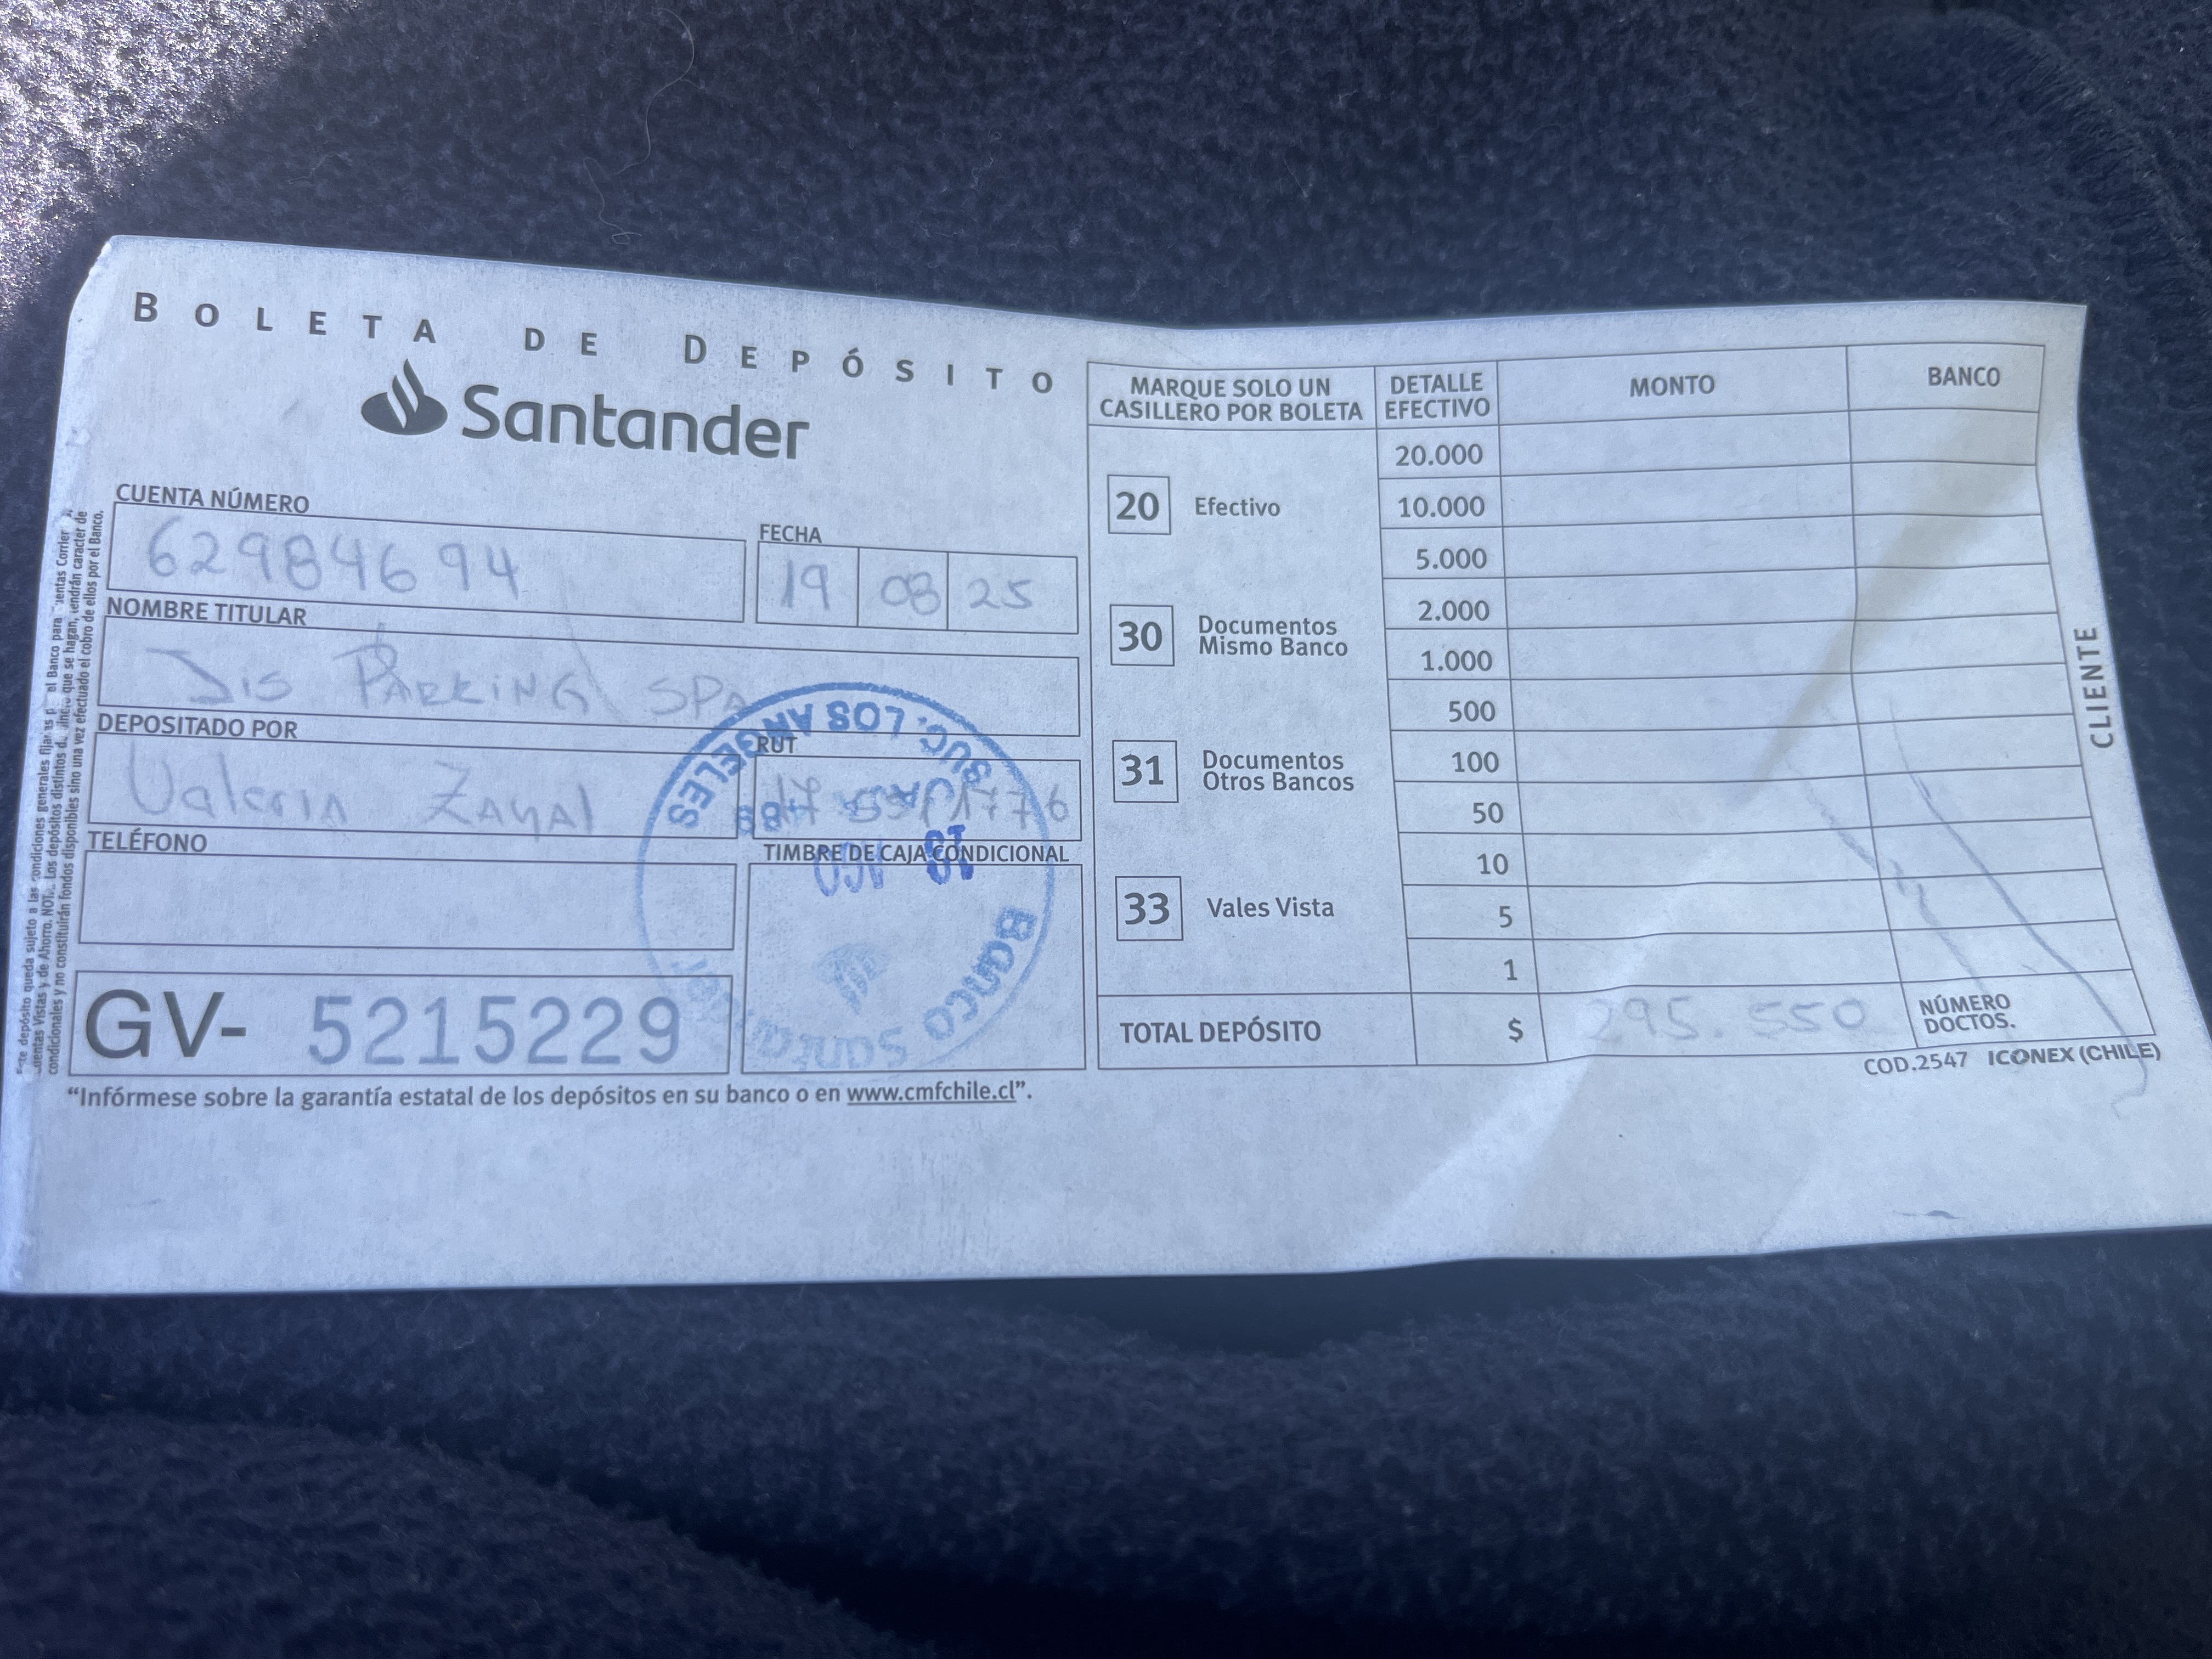 BOLETA DE DEPÓSITO
Santander
CUENTA NÚMERO
62984694
FECHA
19 08 25
NOMBRE TITULAR
Jis Parking SPA
DEPOSITADO POR
Valeria Zayal
RUT
TELÉFONO
TIMBRE DE CAJA CONDICIONAL
BANCO Santander
SUC. LOS ANGELES
GV- 5215229
"Infórmese sobre la garantía estatal de los depósitos en su banco o en www.cmfchile.cl".
MARQUE SOLO UN CASILLERO POR BOLETA
20 Efectivo
30 Documentos Mismo Banco
31 Documentos Otros Bancos
33 Vales Vista
DETALLE EFECTIVO
MONTO
BANCO
20.000
10.000
5.000
2.000
1.000
500
100
50
10
5
1
TOTAL DEPÓSITO $ 295.550
NÚMERO DOCTOS.
COD.2547 ICONEX (CHILE)
CLIENTE